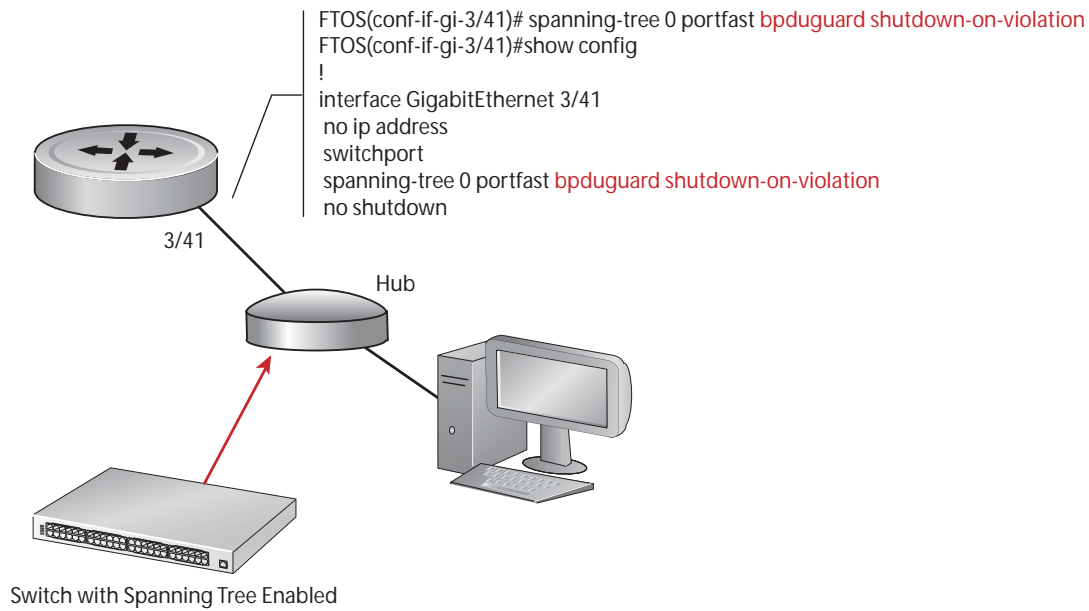 FTOS(conf-if-gi-3/41)# spanning-tree 0 portfast bpduguard shutdown-on-violation
FTOS(conf-if-gi-3/41)#show config
!
interface GigabitEthernet 3/41
no ip address
switchport
spanning-tree 0 portfast bpduguard shutdown-on-violation
no shutdown
3/41
Hub
Switch with Spanning Tree Enabled